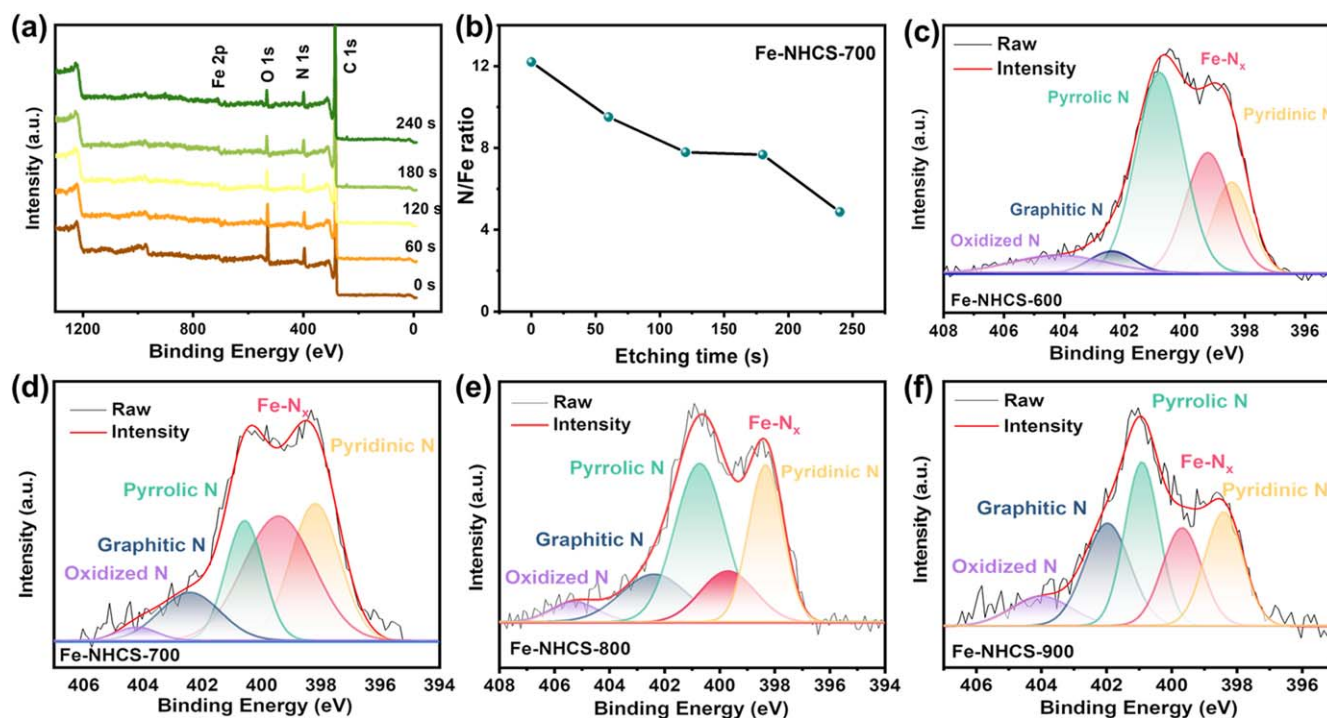 (a)
Intensity (a.u.)
Fe 2p
O 1s
N 1s
C 1s
240 s
180 s
120 s
60 s
0 s
1200 800 400 0
Binding Energy (eV)
(b)
Fe-NHCS-700
N/Fe ratio
0
4
8
12
0 50 100 150 200 250
Etching time (s)
(c)
Raw
Intensity
Fe-Nₓ
Pyrrolic N
Pyridinic N
Graphitic N
Oxidized N
Fe-NHCS-600
Intensity (a.u.)
408 406 404 402 400 398 396
Binding Energy (eV)
(d)
Raw
Intensity
Fe-Nₓ
Pyridinic N
Pyrrolic N
Graphitic N
Oxidized N
Fe-NHCS-700
Intensity (a.u.)
406 404 402 400 398 396 394
Binding Energy (eV)
(e)
Raw
Intensity
Fe-Nₓ
Pyrrolic N
Pyridinic N
Graphitic N
Oxidized N
Fe-NHCS-800
Intensity (a.u.)
408 406 404 402 400 398 396 394
Binding Energy (eV)
(f)
Raw
Intensity
Pyrrolic N
Fe-Nₓ
Pyridinic N
Graphitic N
Oxidized N
Fe-NHCS-900
Intensity (a.u.)
406 404 402 400 398 396
Binding Energy (eV)